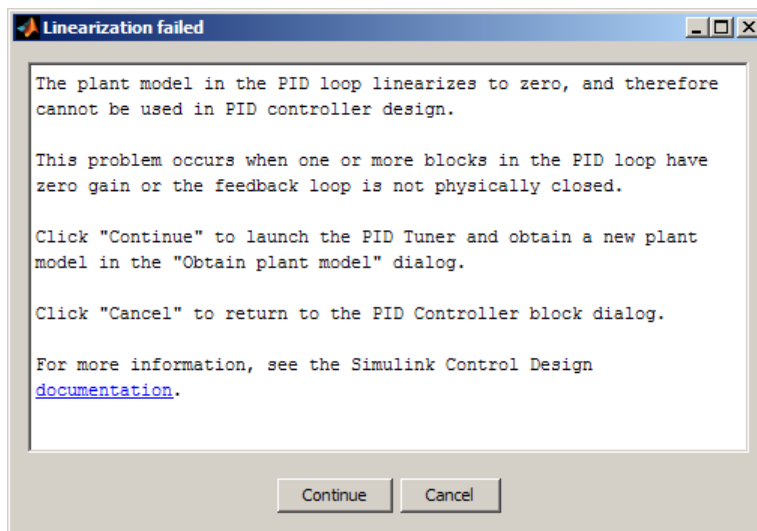 Linearization failed
The plant model in the PID loop linearizes to zero, and therefore
cannot be used in PID controller design.
This problem occurs when one or more blocks in the PID loop have
zero gain or the feedback loop is not physically closed.
Click "Continue" to launch the PID Tuner and obtain a new plant
model in the "Obtain plant model" dialog.
Click "Cancel" to return to the PID Controller block dialog.
For more information, see the Simulink Control Design
documentation.
Continue Cancel